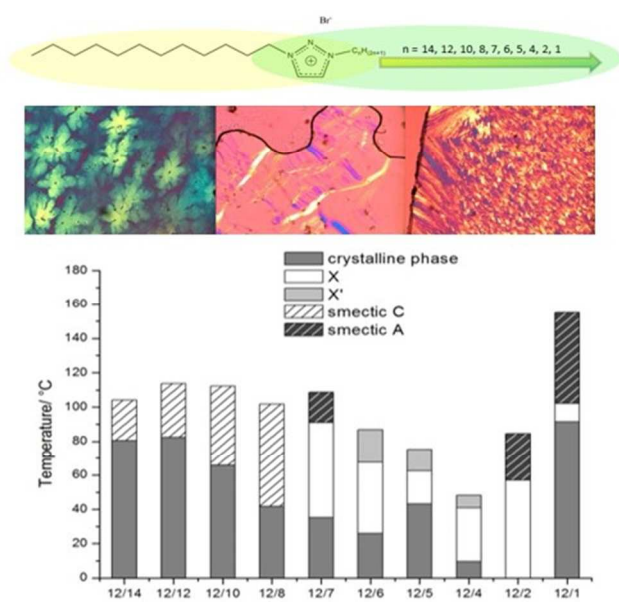 Br-
N
N
N
CnH(2n+1)
n = 14, 12, 10, 8, 7, 6, 5, 4, 2, 1
crystalline phase
X
X'
smectic C
smectic A
180
160
140
120
100
80
60
40
20
0
Temperature/ °C
12/14 12/12 12/10 12/8 12/7 12/6 12/5 12/4 12/2 12/1